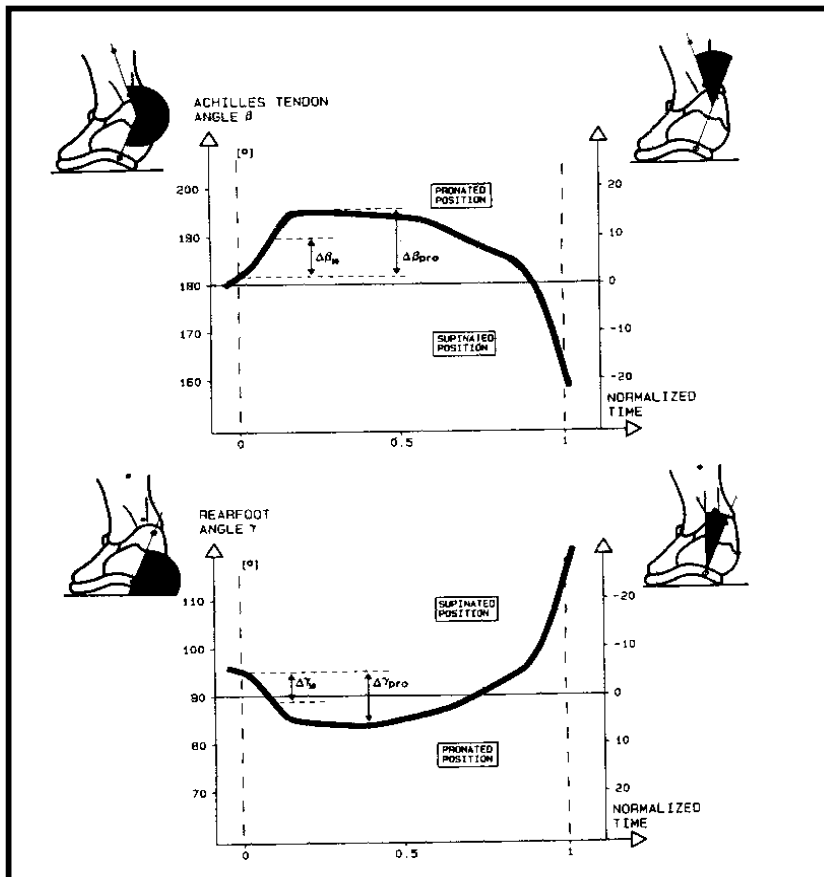 ACHILLES TENDON
ANGLE β
[°]
200
190
180
170
160
PRONATED
POSITION
Δβ₁₀
Δβpro
SUPINATED
POSITION
20
10
0
-10
-20
NORMALIZED
TIME
0
0.5
1
REARFOOT
ANGLE γ
[°]
110
100
90
80
70
SUPINATED
POSITION
Δγ₁₀
Δγpro
PRONATED
POSITION
-20
-10
0
10
20
NORMALIZED
TIME
0
0.5
1